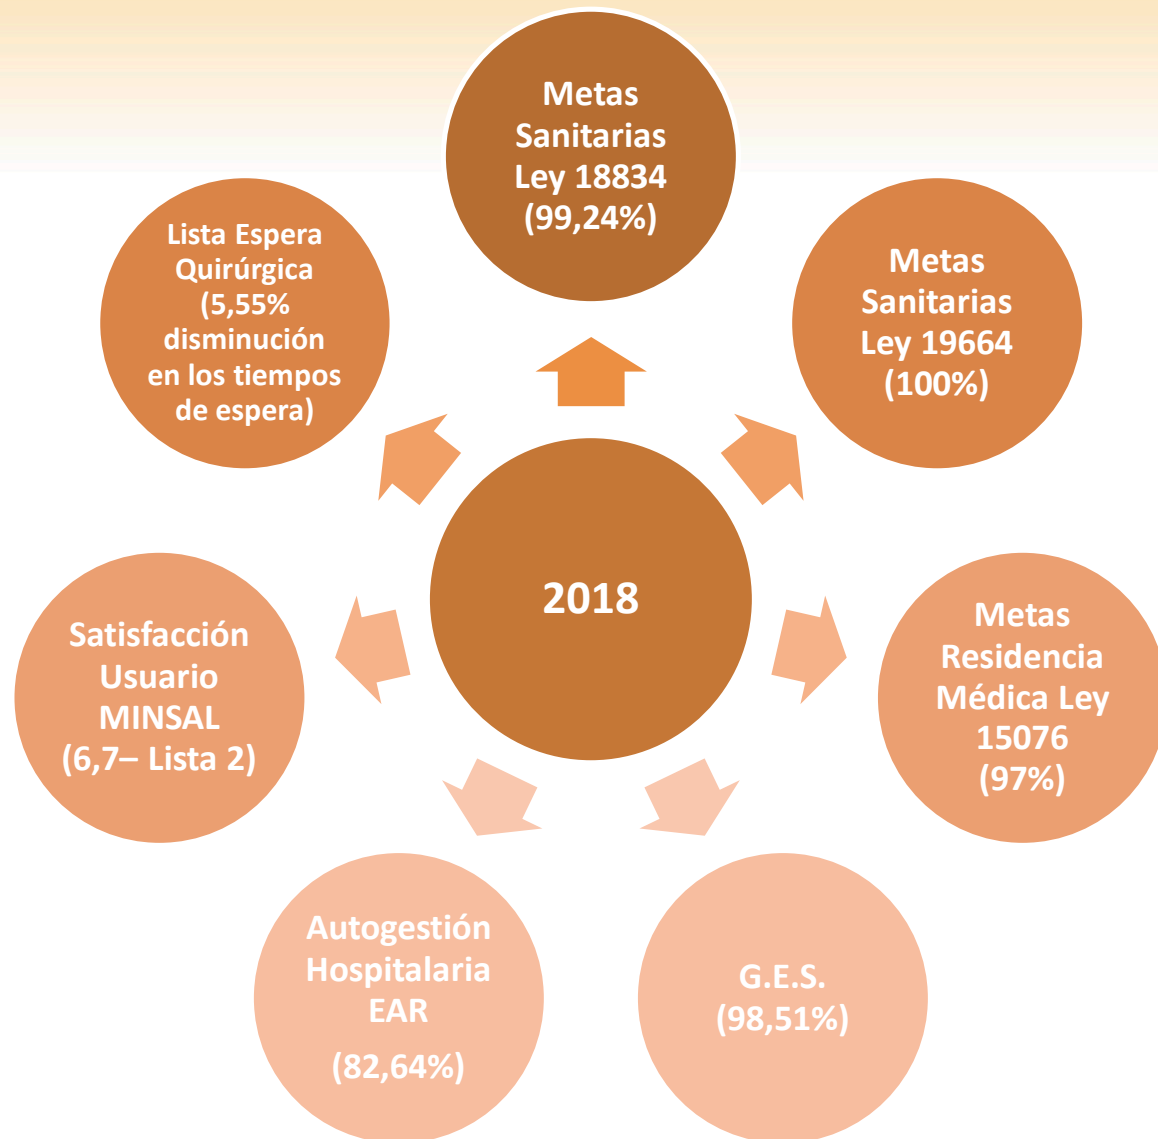 Metas
Sanitarias
Ley 18834
(99,24%)
Metas
Sanitarias
Ley 19664
(100%)
Metas
Residencia
Médica Ley
15076
(97%)
G.E.S.
(98,51%)
Autogestión
Hospitalaria
EAR
(82,64%)
Satisfacción
Usuario
MINSAL
(6,7– Lista 2)
Lista Espera
Quirúrgica
(5,55%
disminución
en los tiempos
de espera)
2018